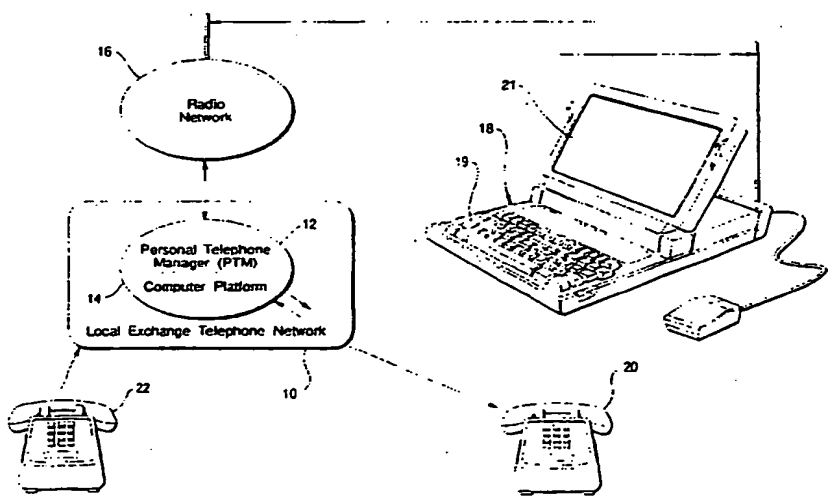 16
Radio
Network
21
18
19
12
Personal Telephone
Manager (PTM)
Computer Platform
14
Local Exchange Telephone Network
10
22
20